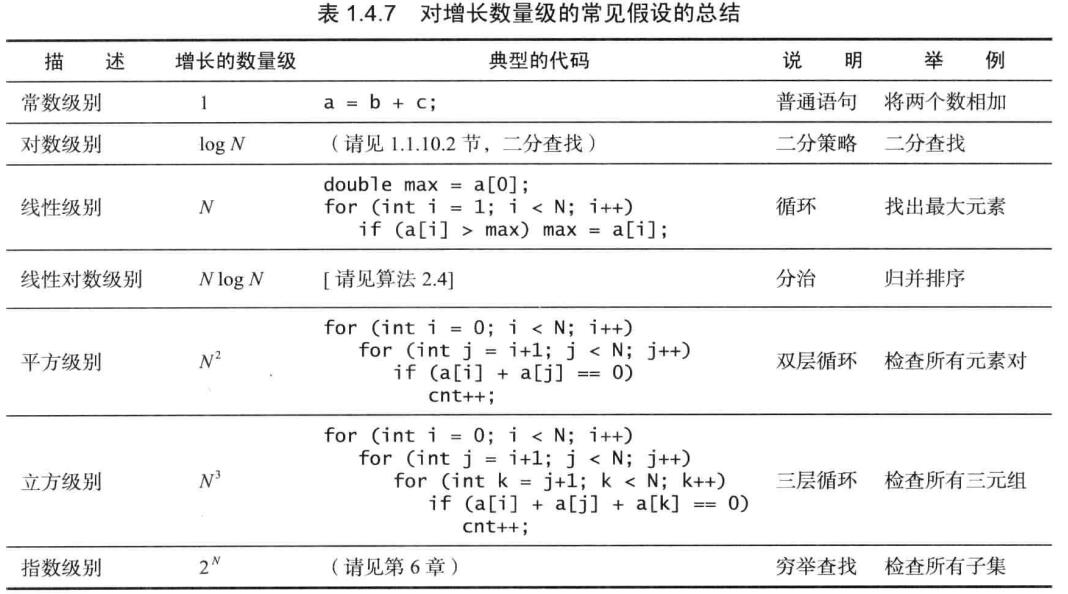 表 1.4.7 对增长数量级的常见假设的总结
描 述 增长的数量级 典型的代码 说 明 举 例
常数级别 1 a = b + c; 普通语句 将两个数相加
对数级别 log N （请见 1.1.10.2 节，二分查找） 二分策略 二分查找
double max = a[0];
线性级别 N for (int i = 1; i < N; i++) 循环 找出最大元素
if (a[i] > max) max = a[i];
线性对数级别 N log N [ 请见算法 2.4] 分治 归并排序
for (int i = 0; i < N; i++)
for (int j = i+1; j < N; j++)
平方级别 N² if (a[i] + a[j] == 0) 双层循环 检查所有元素对
cnt++;
for (int i = 0; i < N; i++)
for (int j = i+1; j < N; j++)
立方级别 N³ for (int k = j+1; k < N; k++) 三层循环 检查所有三元组
if (a[i] + a[j] + a[k] == 0)
cnt++;
指数级别 2ᴺ （请见第 6 章） 穷举查找 检查所有子集